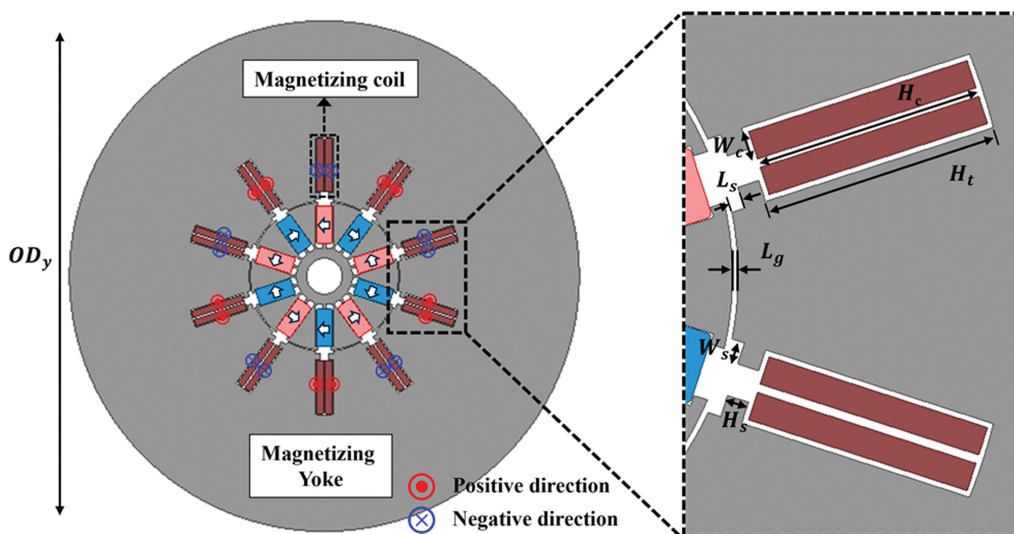 Magnetizing coil
OD_y
Magnetizing
Yoke
Positive direction
Negative direction
H_c
W_c
H_t
L_s
L_g
W_s
H_s